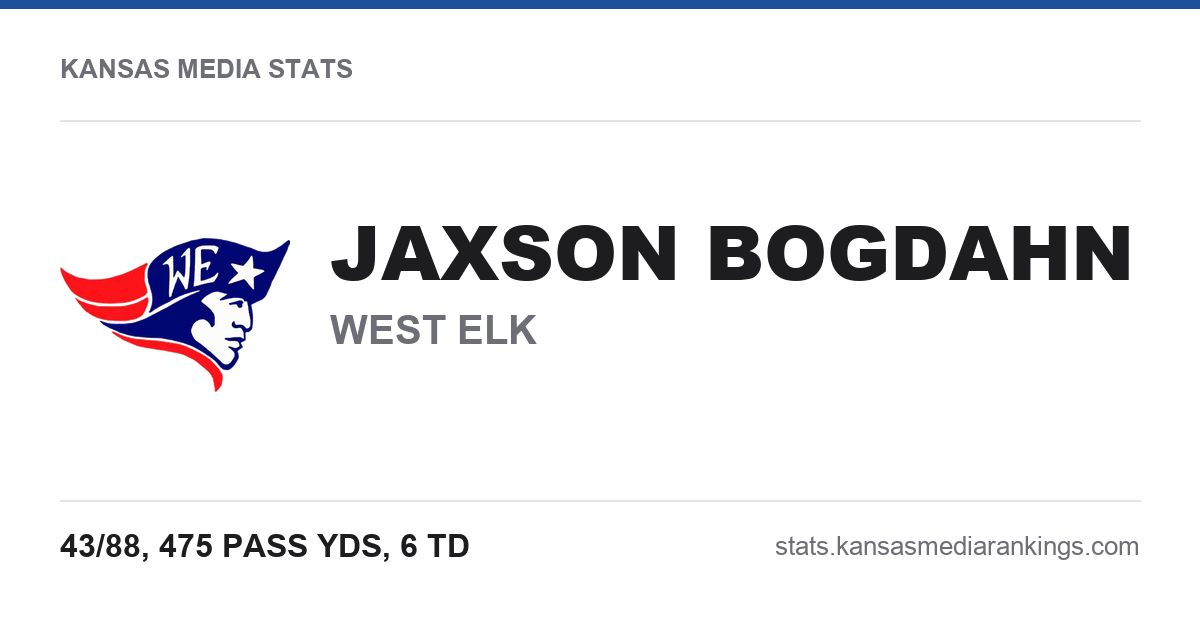 KANSAS MEDIA STATS
WE
JAXSON BOGDAHN
WEST ELK
43/88, 475 PASS YDS, 6 TD
stats.kansasmediarankings.com